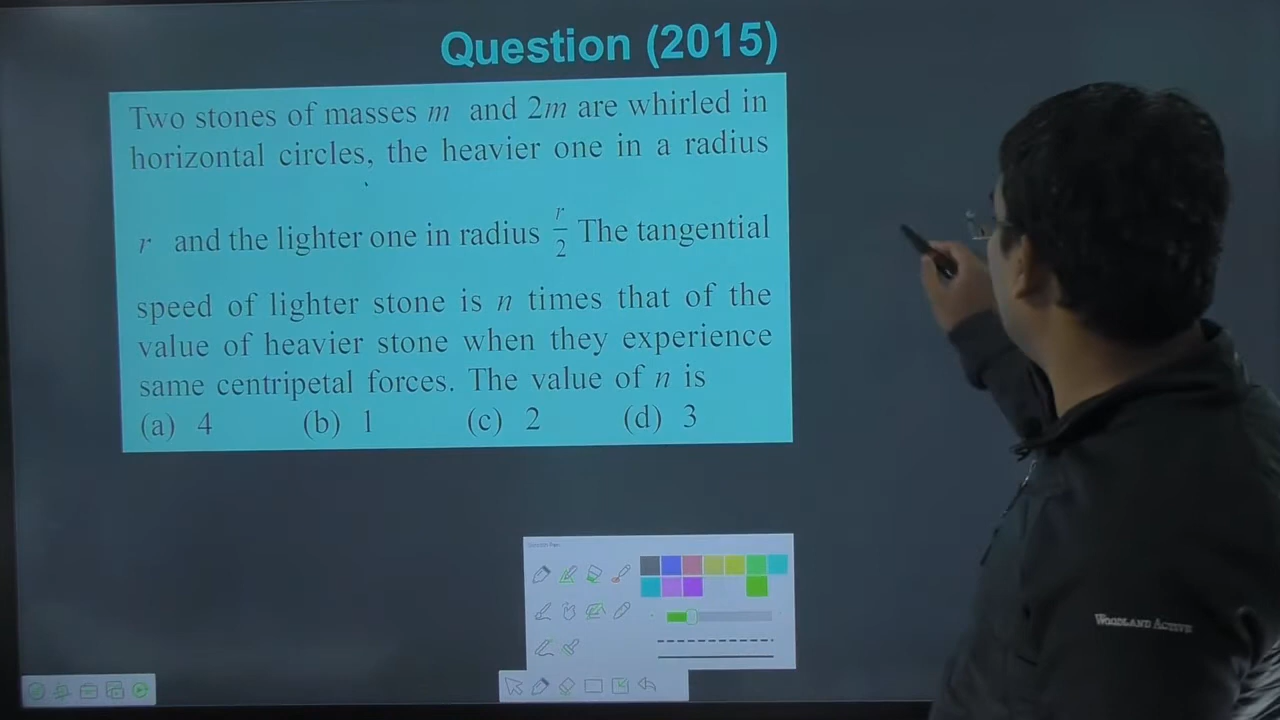 Question (2015)
Two stones of masses m and 2m are whirled in
horizontal circles, the heavier one in a radius
r and the lighter one in radius r/2 The tangential
speed of lighter stone is n times that of the
value of heavier stone when they experience
same centripetal forces. The value of n is
(a) 4 (b) 1 (c) 2 (d) 3
WOODLAND ACTIVE